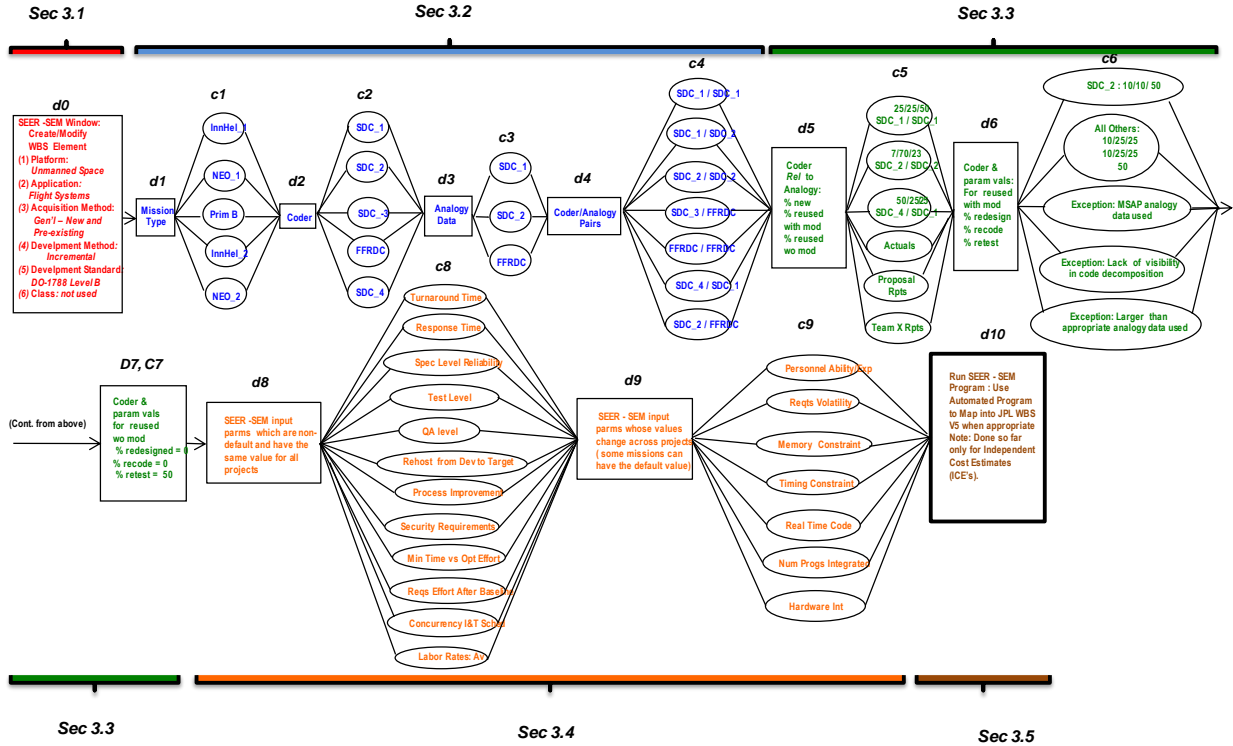 Sec 3.1
Sec 3.2
Sec 3.3
d0
SEER -SEM Window:
Create/Modify
WBS Element
(1) Platform:
Unmanned Space
(2) Application:
Flight Systems
(3) Acquisition Method:
Gen'l – New and
Pre-existing
(4) Develpment Method:
Incremental
(5) Develpment Standard:
DO-1788 Level B
(6) Class: not used
d1
Mission
Type
c1
InnHel_1
NEO_1
Prim B
InnHel_2
NEO_2
d2
Coder
c2
SDC_1
SDC_2
SDC_-3
FFRDC
SDC_4
d3
Analogy
Data
c3
SDC_1
SDC_2
FFRDC
d4
Coder/Analogy
Pairs
c4
SDC_1 / SDC_1
SDC_1 / SDC_2
SDC_2 / SDC_2
SDC_3 / FFRDC
FFRDC / FFRDC
SDC_4 / SDC_1
SDC_2 / FFRDC
d5
Coder
Rel to
Analogy:
% new
% reused
with mod
% reused
wo mod
c5
25/25/50
SDC_1 / SDC_1
7/70/23
SDC_2 / SDC_2
50/25/25
SDC_4 / SDC_1
Actuals
Proposal
Rpts
Team X Rpts
d6
Coder &
param vals:
For reused
with mod
% redesign
% recode
% retest
c6
SDC_2 : 10/10/ 50
All Others:
10/25/25
10/25/25
50
Exception: MSAP analogy
data used
Exception: Lack of visibility
in code decomposition
Exception: Larger than
appropriate analogy data used
(Cont. from above)
D7, C7
Coder &
param vals
for reused
wo mod
% redesigned = 0
% recode = 0
% retest = 50
d8
SEER -SEM input
parms which are non-
default and have the
same value for all
projects
c8
Turnaround Time
Response Time
Spec Level Reliability
Test Level
QA level
Rehost from Dev to Target
Process Improvement
Security Requirements
Min Time vs Opt Effort
Reqs Effort After Baseline
Concurrency I&T Sched
Labor Rates: Av
d9
SEER - SEM input
parms whose values
change across projects
( some missions can
have the default value)
c9
Personnel Ability/Exp
Reqts Volatility
Memory Constraint
Timing Constraint
Real Time Code
Num Progs Integrated
Hardware Int
d10
Run SEER - SEM
Program : Use
Automated Program
to Map into JPL WBS
V5 when appropriate
Note: Done so far
only for Independent
Cost Estimates
(ICE's).
Sec 3.3
Sec 3.4
Sec 3.5